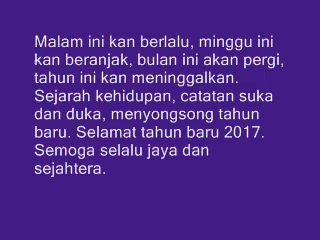 Malam ini kan berlalu, minggu ini
kan beranjak, bulan ini akan pergi,
tahun ini kan meninggalkan.
Sejarah kehidupan, catatan suka
dan duka, menyongsong tahun
baru. Selamat tahun baru 2017.
Semoga selalu jaya dan
sejahtera.